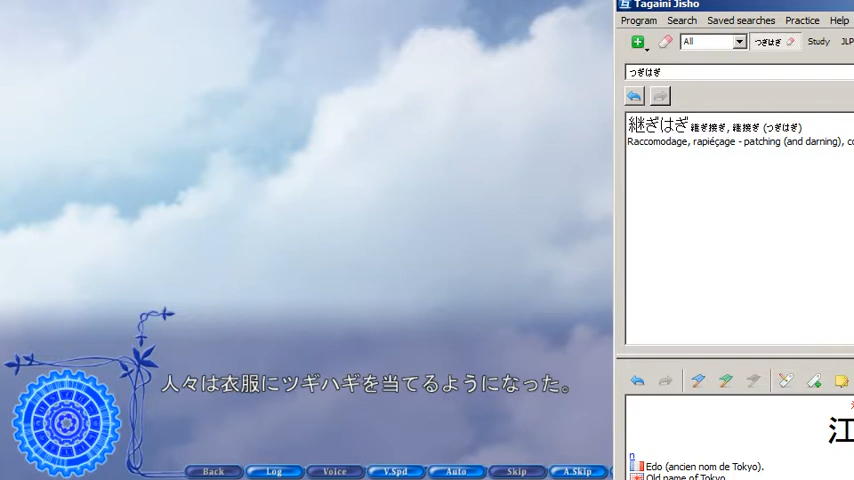 Tagaini Jisho
Program Search Saved searches Practice Help
All つぎはぎ Study JLP
つぎはぎ
継ぎはぎ 継ぎ接ぎ, 継接ぎ (つぎはぎ)
Raccomodage, rapiéçage - patching (and darning), co
人々は衣服にツギハギを当てるようになった。
江
n
Edo (ancien nom de Tokyo).
Old name of Tokyo
Back Log Voice V.Spd Auto Skip A.Skip